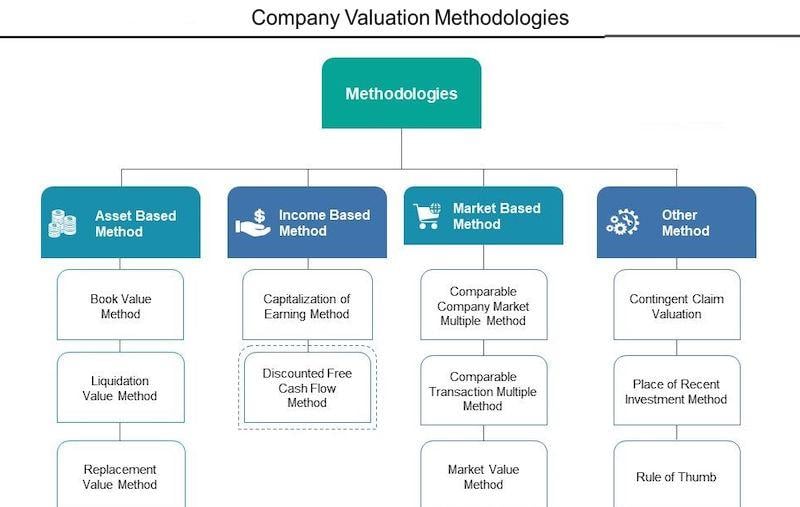 Company Valuation Methodologies
Methodologies
Asset Based
Method
Book Value
Method
Liquidation
Value Method
Replacement
Value Method
Income Based
Method
$
Capitalization of
Earning Method
Discounted Free
Cash Flow
Method
Market Based
Method
Comparable
Company Market
Multiple Method
Comparable
Transaction Multiple
Method
Market Value
Method
Other
Method
Contingent Claim
Valuation
Place of Recent
Investment Method
Rule of Thumb